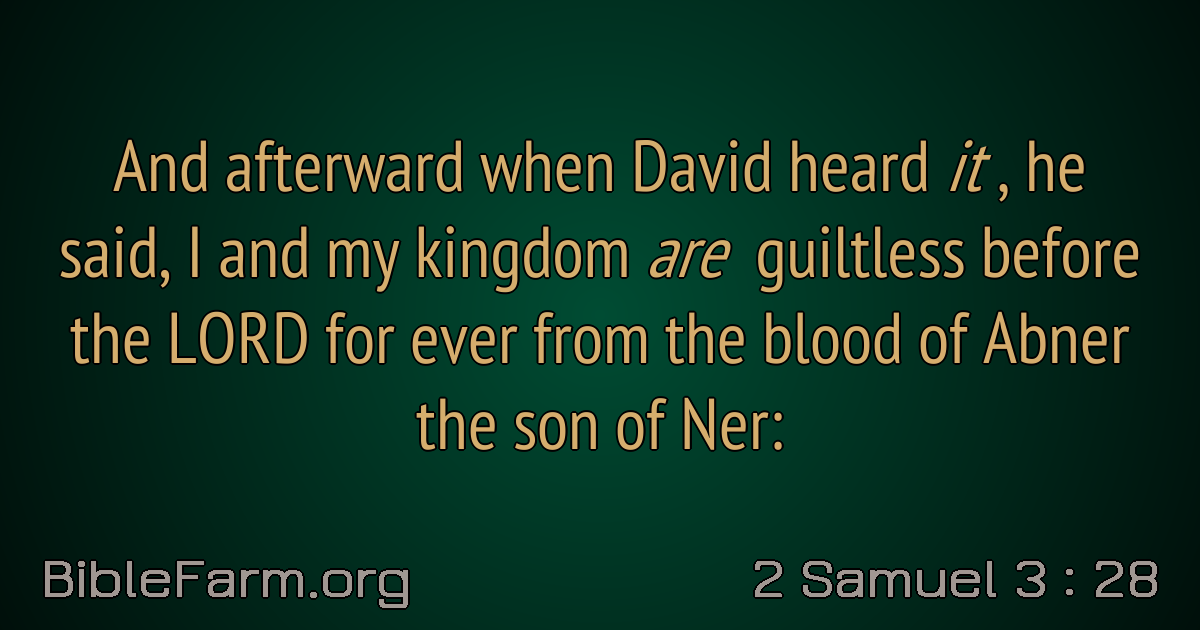 And afterward when David heard it , he
said, I and my kingdom are guiltless before
the LORD for ever from the blood of Abner
the son of Ner:
BibleFarm.org
2 Samuel 3 : 28